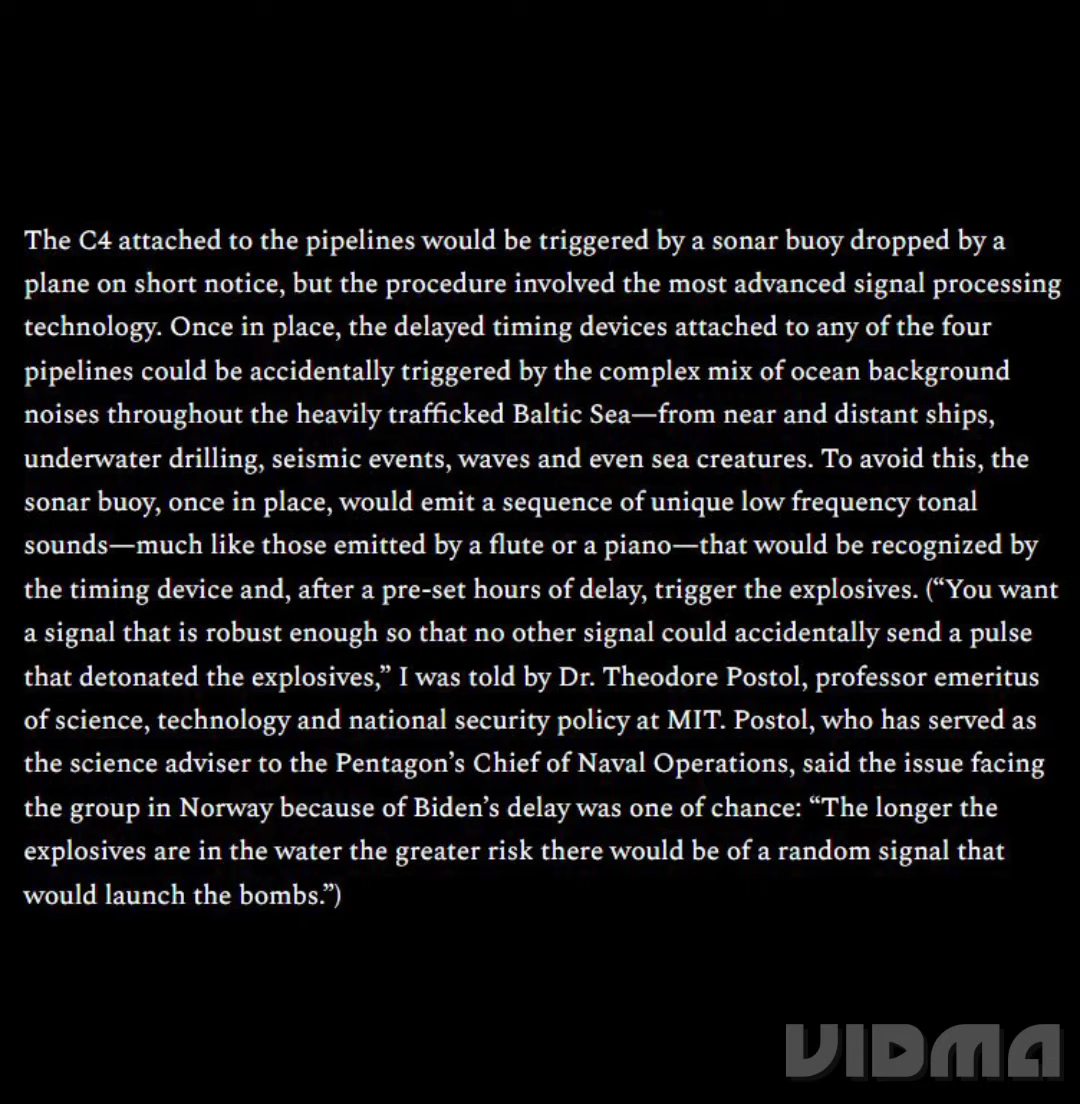 The C4 attached to the pipelines would be triggered by a sonar buoy dropped by a
plane on short notice, but the procedure involved the most advanced signal processing
technology. Once in place, the delayed timing devices attached to any of the four
pipelines could be accidentally triggered by the complex mix of ocean background
noises throughout the heavily trafficked Baltic Sea—from near and distant ships,
underwater drilling, seismic events, waves and even sea creatures. To avoid this, the
sonar buoy, once in place, would emit a sequence of unique low frequency tonal
sounds—much like those emitted by a flute or a piano—that would be recognized by
the timing device and, after a pre-set hours of delay, trigger the explosives. (“You want
a signal that is robust enough so that no other signal could accidentally send a pulse
that detonated the explosives,” I was told by Dr. Theodore Postol, professor emeritus
of science, technology and national security policy at MIT. Postol, who has served as
the science adviser to the Pentagon’s Chief of Naval Operations, said the issue facing
the group in Norway because of Biden’s delay was one of chance: “The longer the
explosives are in the water the greater risk there would be of a random signal that
would launch the bombs.”)
VIDMA